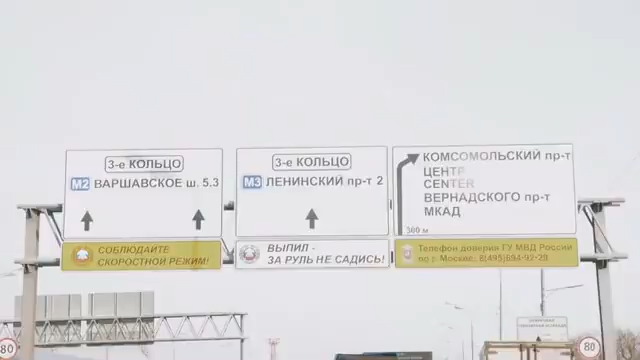 3-е КОЛЬЦО
М2 ВАРШАВСКОЕ ш. 5.3
СОБЛЮДАЙТЕ
СКОРОСТНОЙ РЕЖИМ!
3-е КОЛЬЦО
М3 ЛЕНИНСКИЙ пр-т 2
ВЫПИЛ -
ЗА РУЛЬ НЕ САДИСЬ!
КОМСОМОЛЬСКИЙ пр-т
ЦЕНТР
CENTER
ВЕРНАДСКОГО пр-т
МКАД
300 м
Телефон доверия ГУ МВД России
по г. Москве: 8(495)694-92-29
80
80